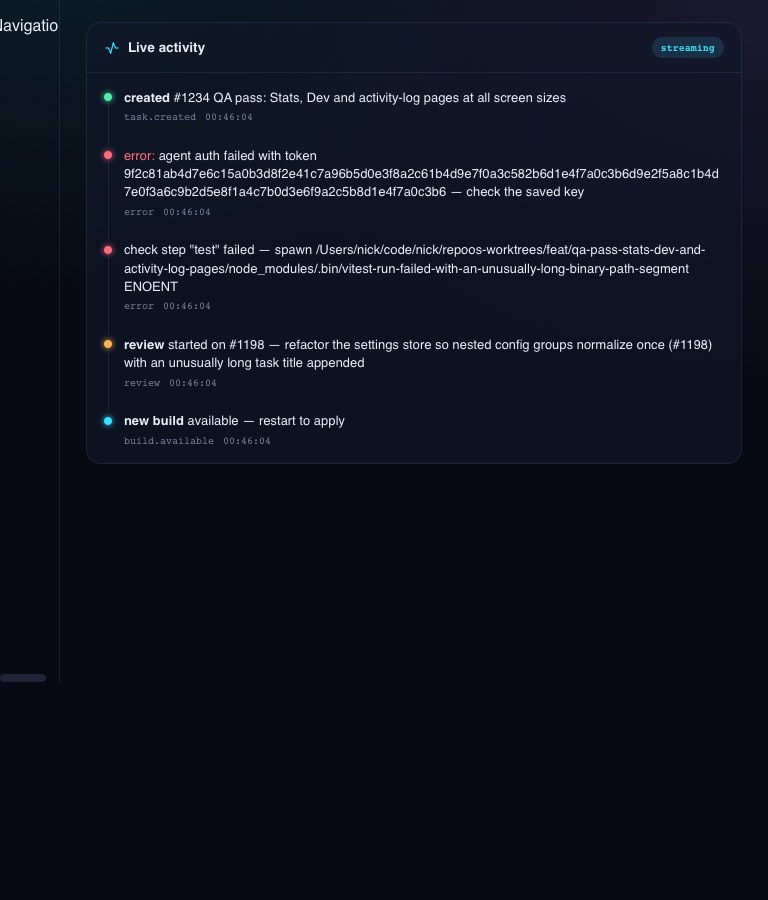 Navigatio
Live activity
streaming
created #1234 QA pass: Stats, Dev and activity-log pages at all screen sizes
task.created 00:46:04
error: agent auth failed with token
9f2c81ab4d7e6c15a0b3d8f2e41c7a96b5d0e3f8a2c61b4d9e7f0a3c582b6d1e4f7a0c3b6d9e2f5a8c1b4d
7e0f3a6c9b2d5e8f1a4c7b0d3e6f9a2c5b8d1e4f7a0c3b6 — check the saved key
error 00:46:04
check step "test" failed — spawn /Users/nick/code/nick/repoos-worktrees/feat/qa-pass-stats-dev-and-
activity-log-pages/node_modules/.bin/vitest-run-failed-with-an-unusually-long-binary-path-segment
ENOENT
error 00:46:04
review started on #1198 — refactor the settings store so nested config groups normalize once (#1198)
with an unusually long task title appended
review 00:46:04
new build available — restart to apply
build.available 00:46:04